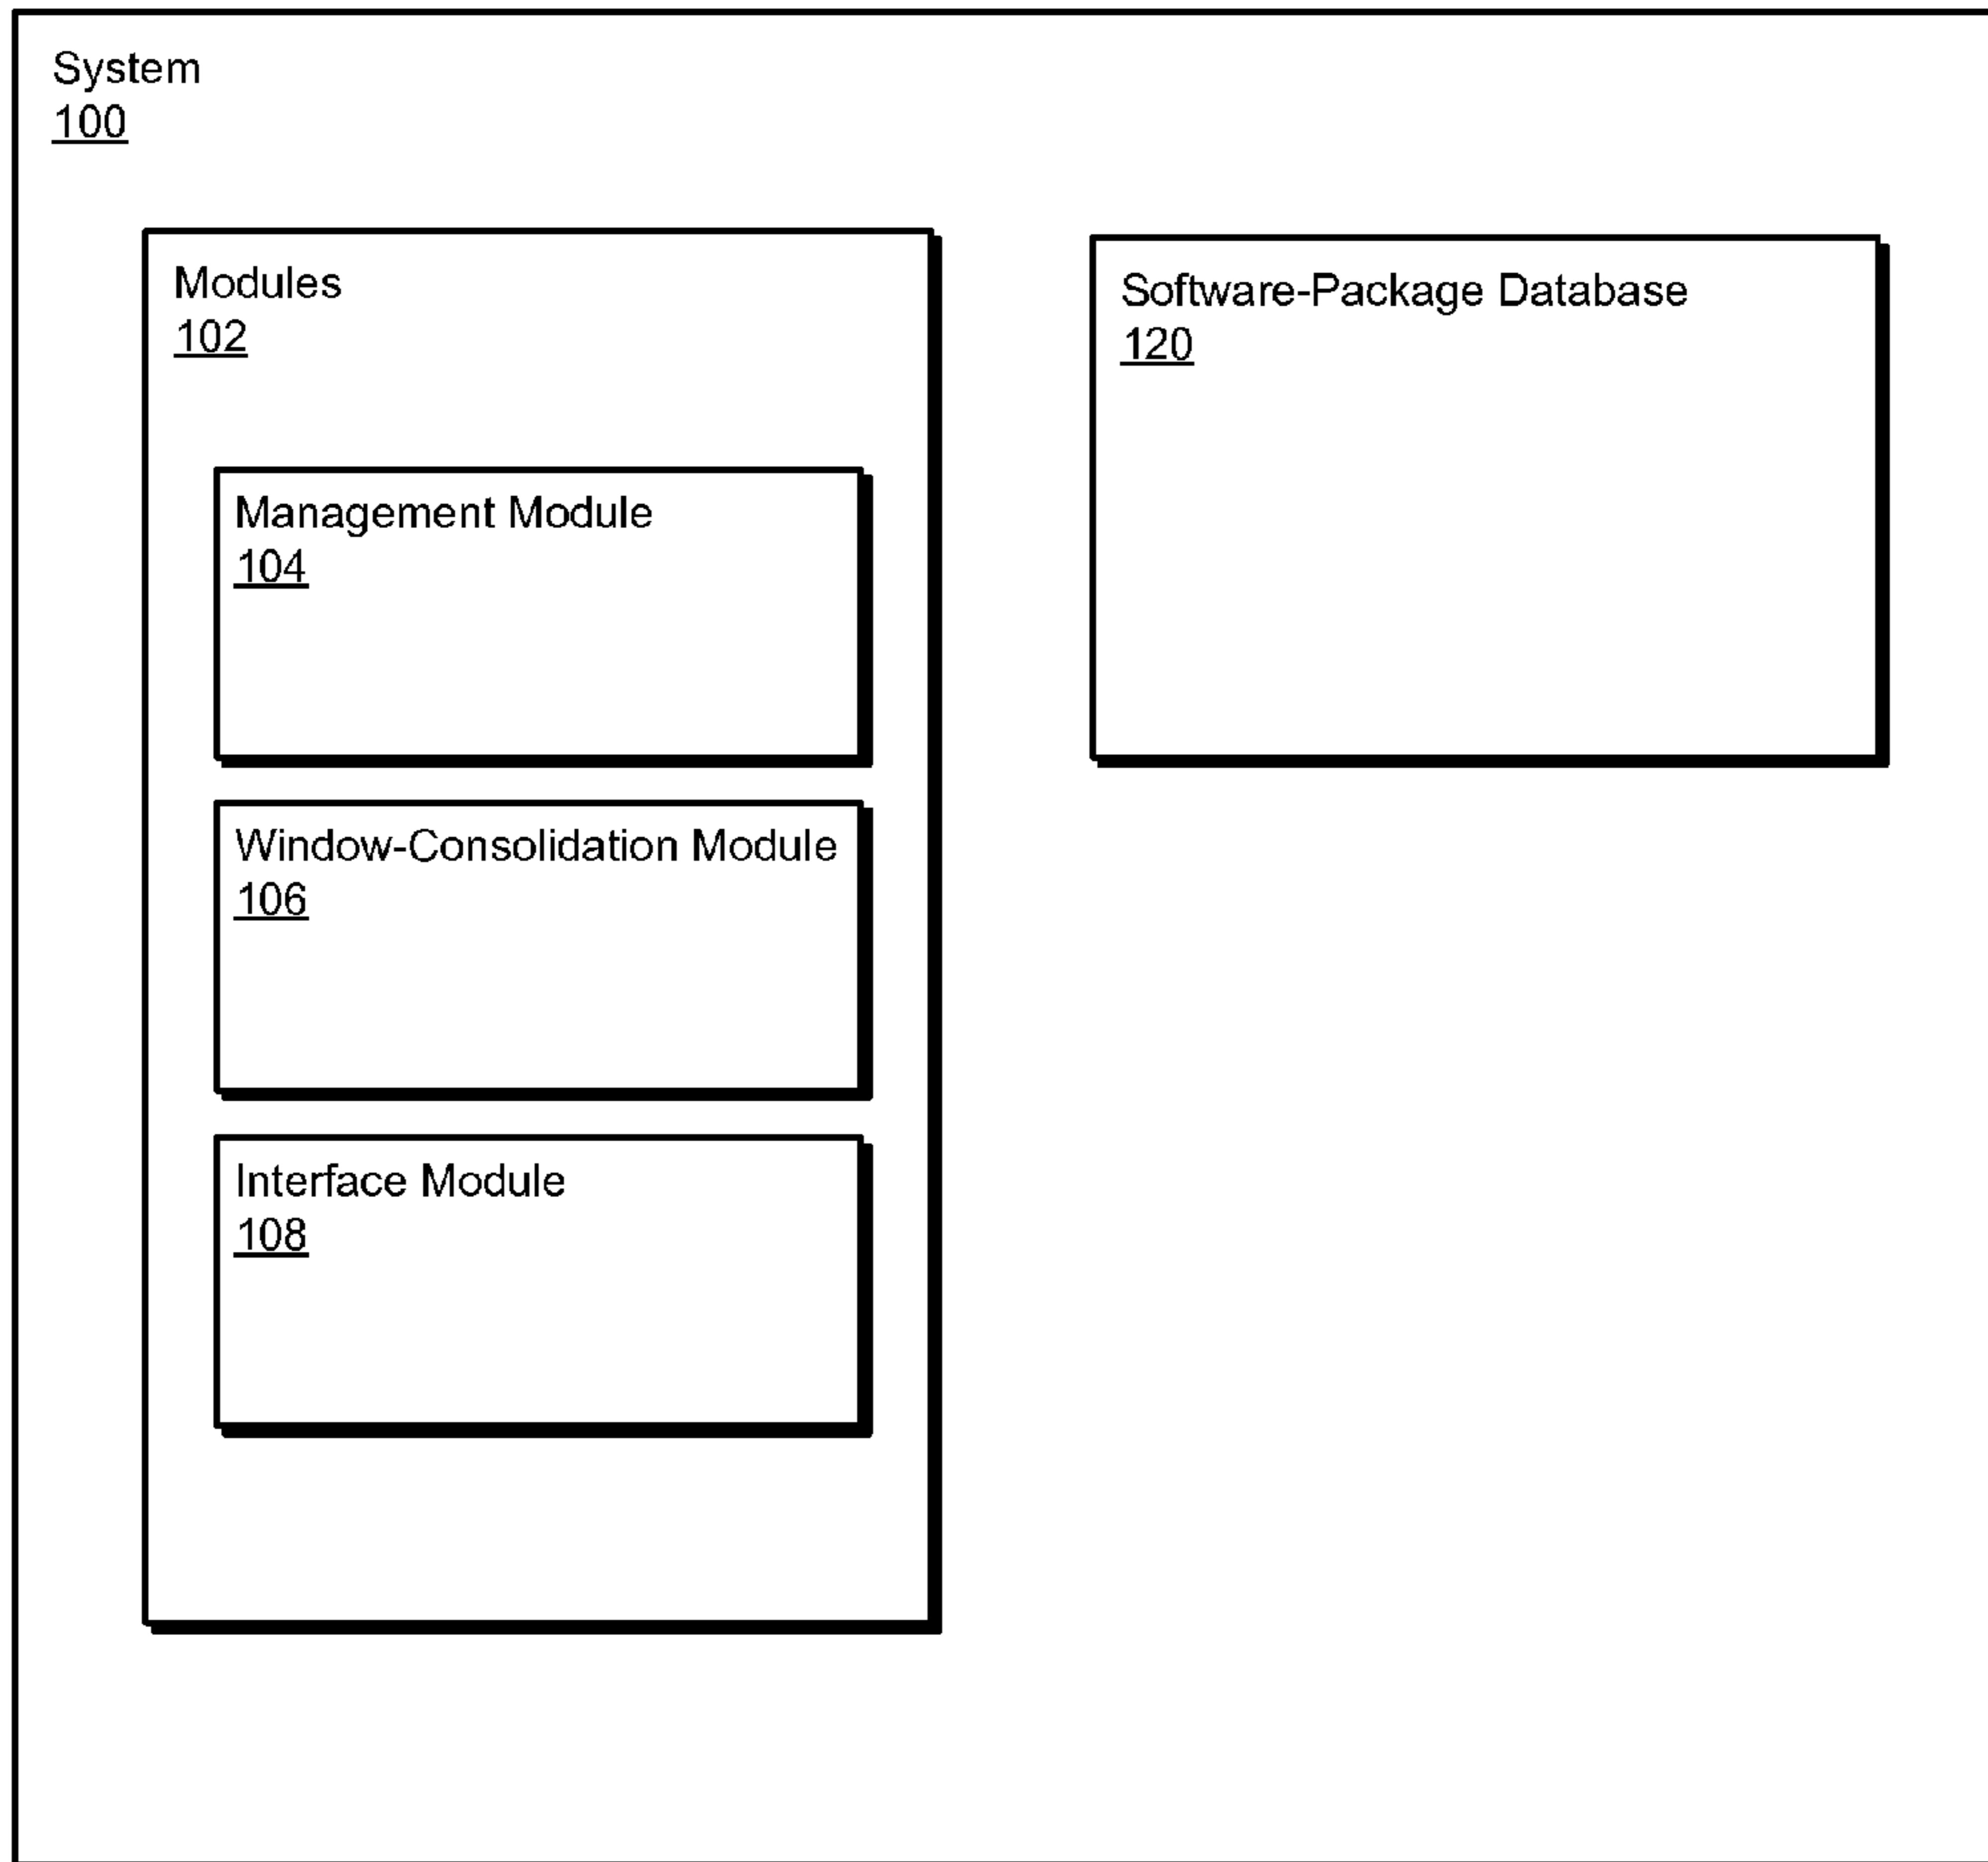 System
100
Modules
102
Management Module
104
Window-Consolidation Module
106
Interface Module
108
Software-Package Database
120